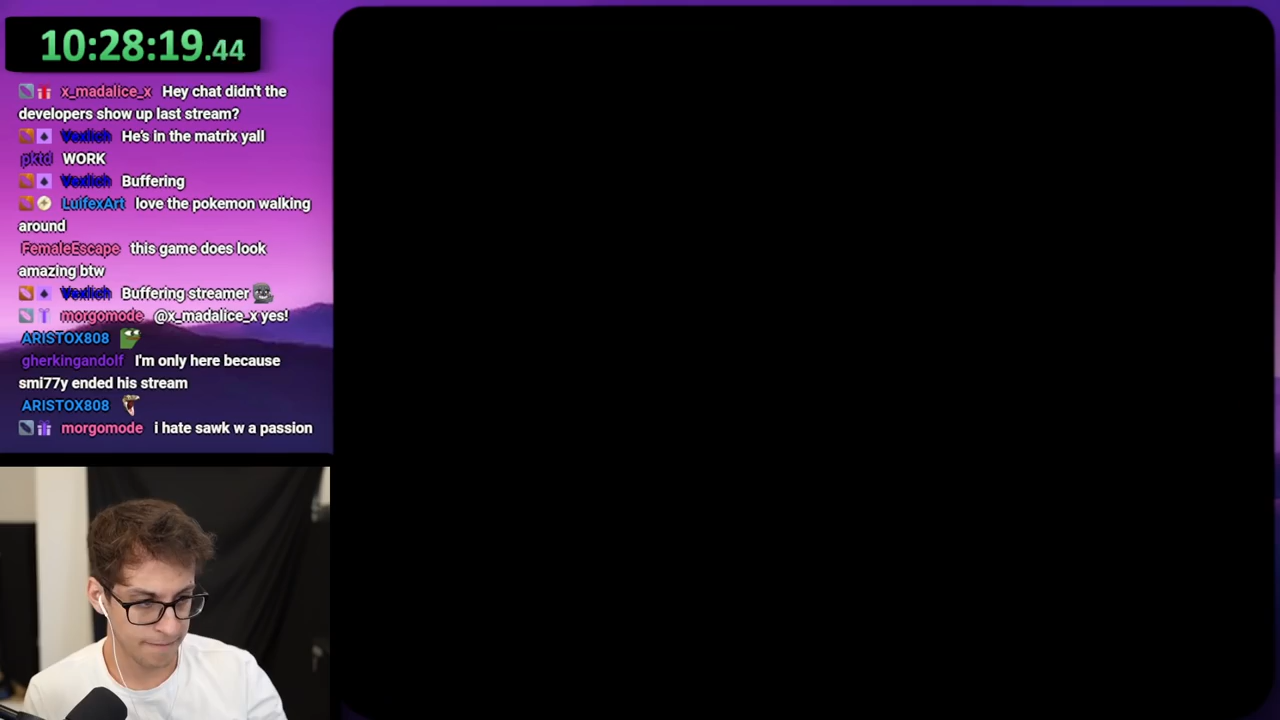 10:28:19.44
x_madalice_x Hey chat didn't the
developers show up last stream?
Vexlich He's in the matrix yall
pktd WORK
Vexlich Buffering
LuifexArt love the pokemon walking
around
FemaleEscape this game does look
amazing btw
Vexlich Buffering streamer
morgomode @x_madalice_x yes!
ARISTOX808
gherkingandolf I'm only here because
smi77y ended his stream
ARISTOX808
morgomode i hate sawk w a passion